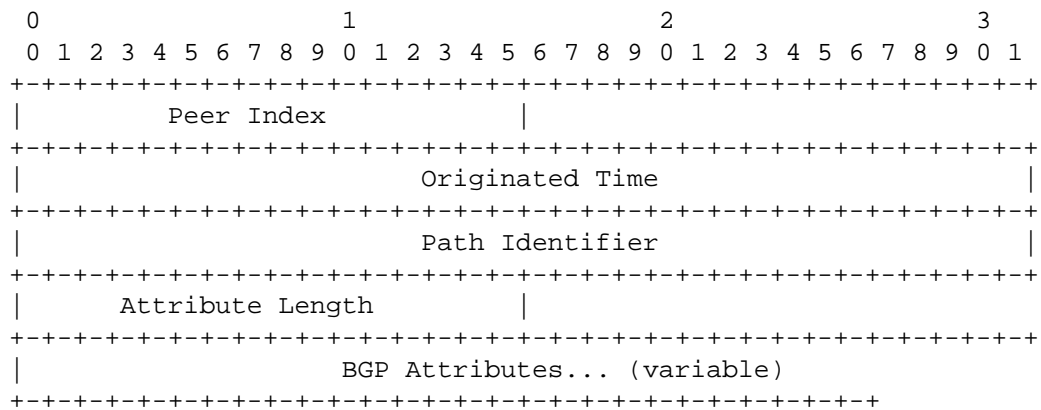 0                   1                   2                   3
 0 1 2 3 4 5 6 7 8 9 0 1 2 3 4 5 6 7 8 9 0 1 2 3 4 5 6 7 8 9 0 1
+-+-+-+-+-+-+-+-+-+-+-+-+-+-+-+-+-+-+-+-+-+-+-+-+-+-+-+-+-+-+-+-+
|         Peer Index            |
+-+-+-+-+-+-+-+-+-+-+-+-+-+-+-+-+-+-+-+-+-+-+-+-+-+-+-+-+-+-+-+-+
|                         Originated Time                       |
+-+-+-+-+-+-+-+-+-+-+-+-+-+-+-+-+-+-+-+-+-+-+-+-+-+-+-+-+-+-+-+-+
|                         Path Identifier                       |
+-+-+-+-+-+-+-+-+-+-+-+-+-+-+-+-+-+-+-+-+-+-+-+-+-+-+-+-+-+-+-+-+
|      Attribute Length         |
+-+-+-+-+-+-+-+-+-+-+-+-+-+-+-+-+-+-+-+-+-+-+-+-+-+-+-+-+-+-+-+-+
|                    BGP Attributes... (variable)
+-+-+-+-+-+-+-+-+-+-+-+-+-+-+-+-+-+-+-+-+-+-+-+-+-+-+-+